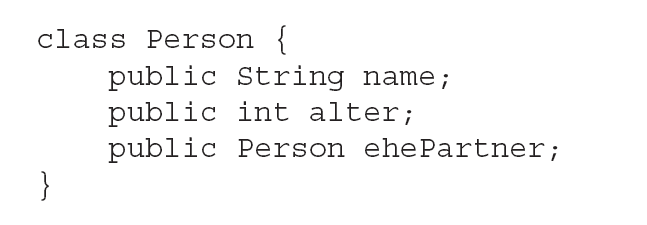 class Person {
    public String name;
    public int alter;
    public Person ehePartner;
}